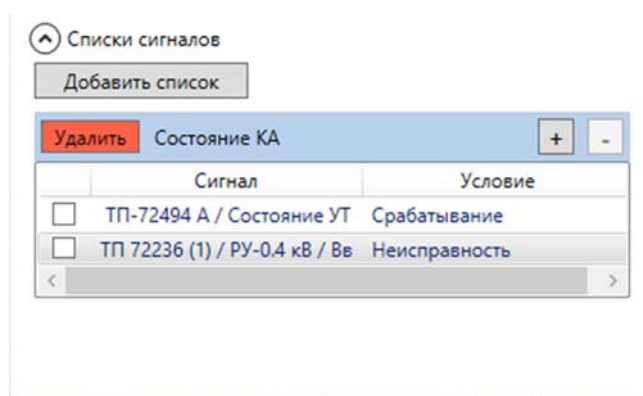 Списки сигналов
Добавить список
Удалить Состояние КА + -
Сигнал Условие
ТП-72494 А / Состояние УТ Срабатывание
ТП 72236 (1) / РУ-0.4 кВ / Вв Неисправность